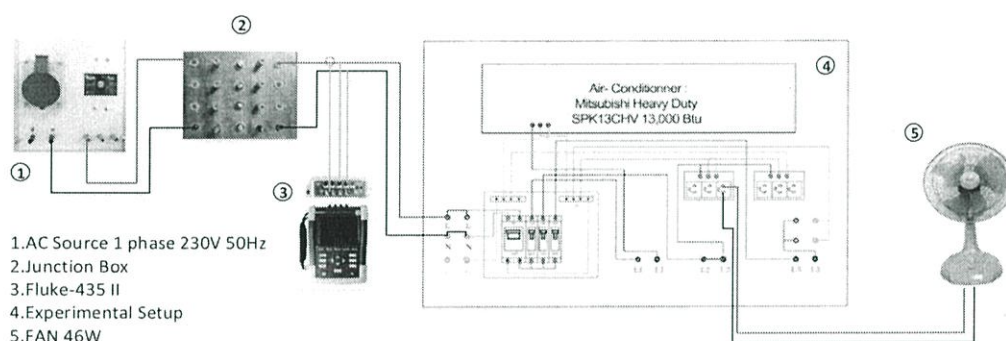 ②
④
Air- Conditionner :
Mitsubishi Heavy Duty
SPK13CHV 13,000 Btu
⑤
①
③
1.AC Source 1 phase 230V 50Hz
2.Junction Box
3.Fluke-435 II
4.Experimental Setup
5.FAN 46W